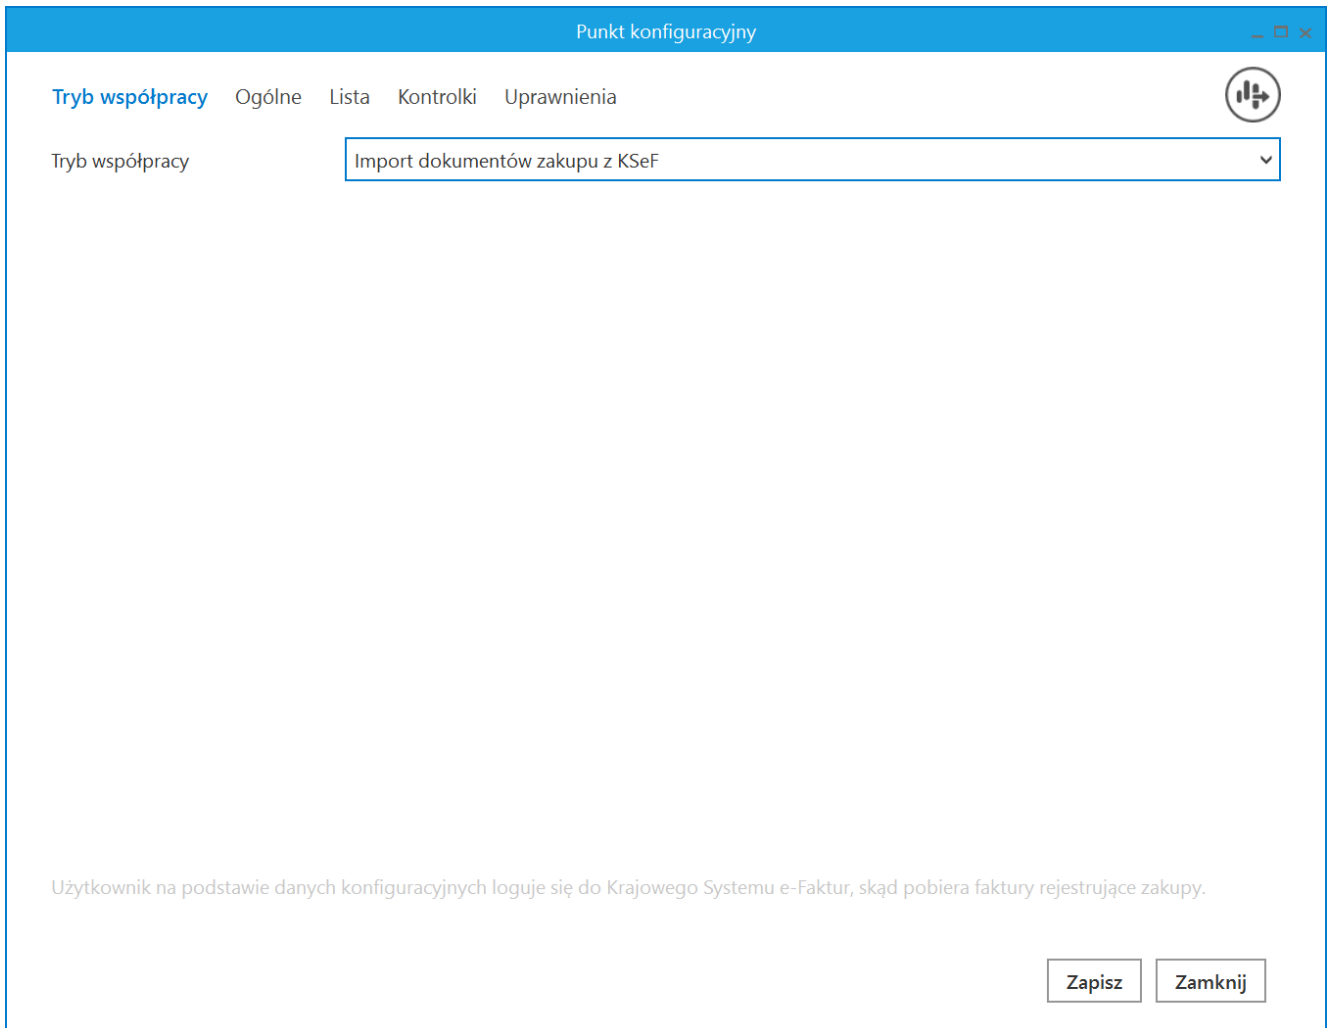 Punkt konfiguracyjny
Tryb współpracy Ogólne Lista Kontrolki Uprawnienia
Tryb współpracy Import dokumentów zakupu z KSeF
Użytkownik na podstawie danych konfiguracyjnych loguje się do Krajowego Systemu e-Faktur, skąd pobiera faktury rejestrujące zakupy.
Zapisz Zamknij